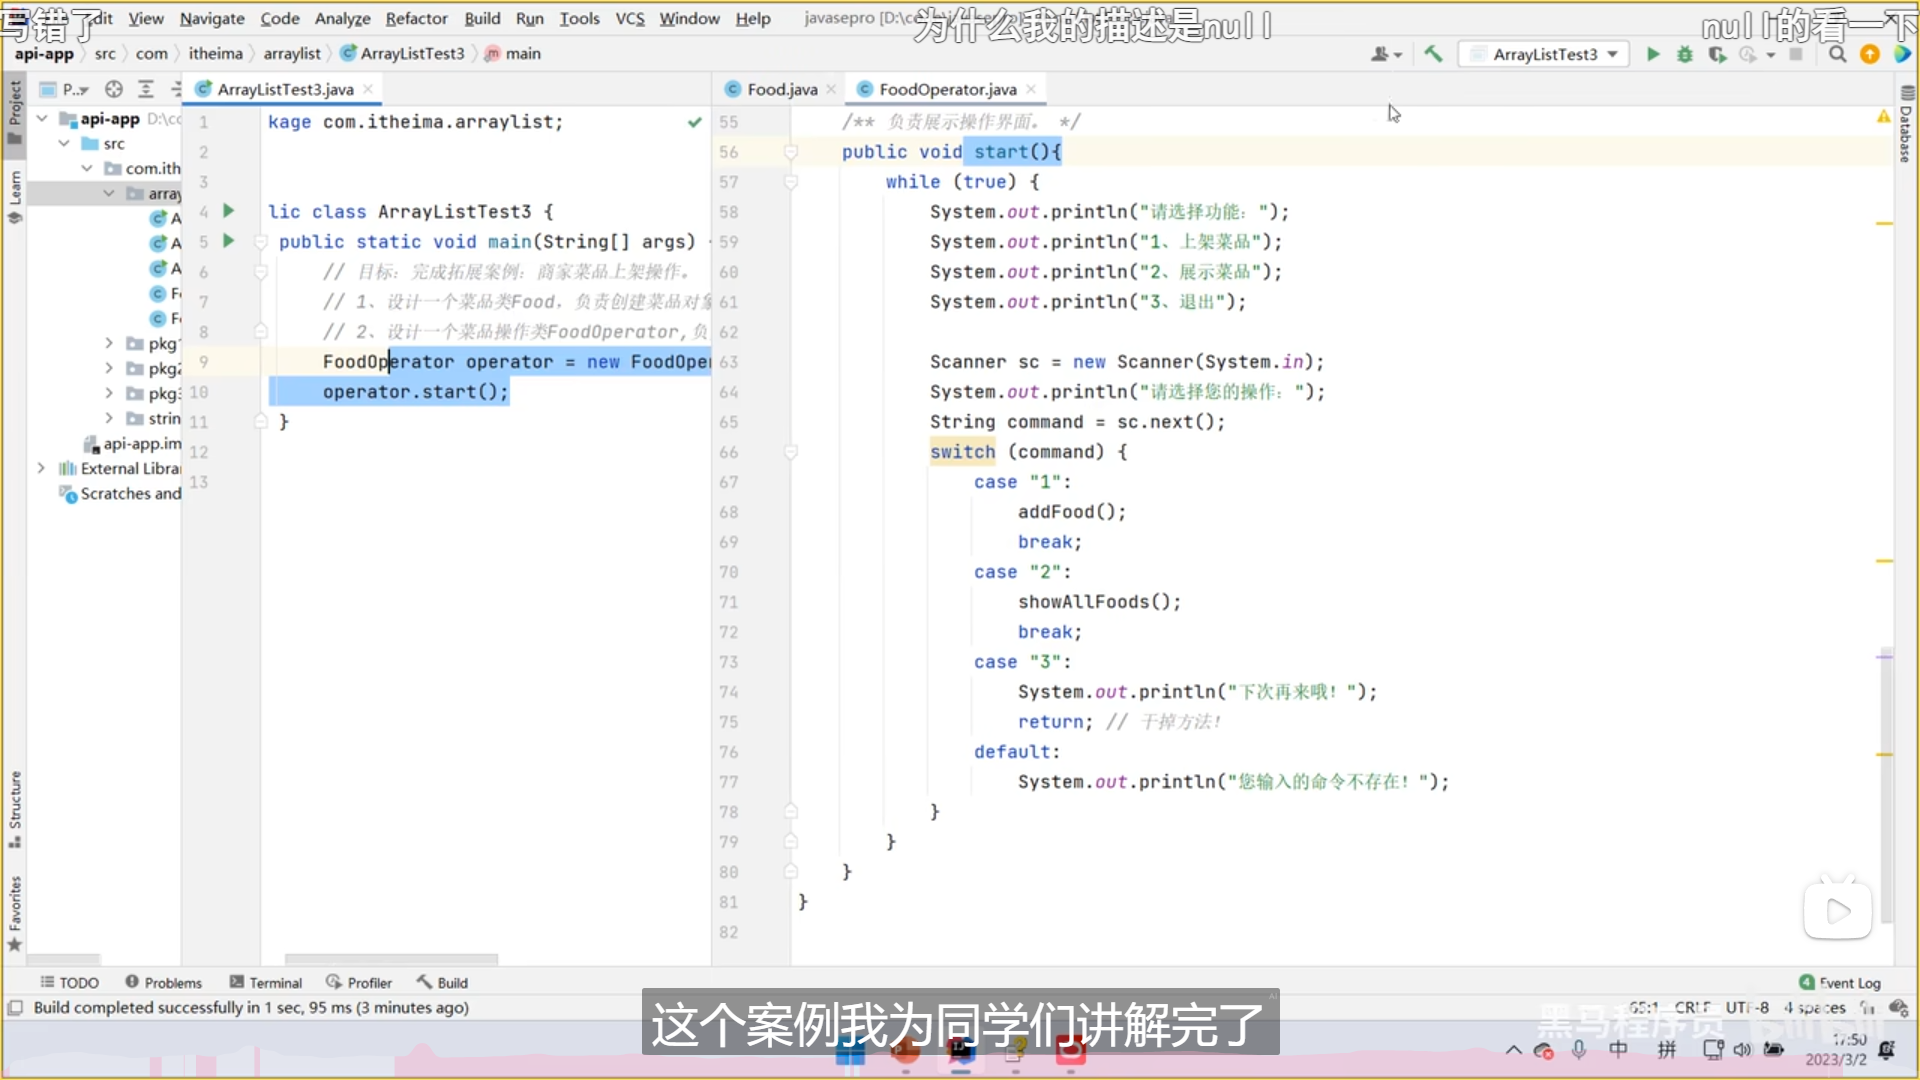 写错了
为什么我的描述是null
null的看一下
Edit View Navigate Code Analyze Refactor Build Run Tools VCS Window Help
api-app src com itheima arraylist ArrayListTest3 main
ArrayListTest3
P... ArrayListTest3.java
Food.java FoodOperator.java
Project
Learn
Structure
Favorites
Database
api-app
src
com.ith
array
A
A
A
F
F
pkg
pkg
pkg
strin
api-app.im
External Libra
Scratches and
1 kage com.itheima.arraylist;
2
3
4 lic class ArrayListTest3 {
5 public static void main(String[] args)
6 // 目标：完成拓展案例：商家菜品上架操作。
7 // 1、设计一个菜品类Food，负责创建菜品对象
8 // 2、设计一个菜品操作类FoodOperator,负
9 FoodOperator operator = new FoodOper
10 operator.start();
11 }
12
13
55 /** 负责展示操作界面。 */
56 public void start(){
57 while (true) {
58 System.out.println("请选择功能：");
59 System.out.println("1、上架菜品");
60 System.out.println("2、展示菜品");
61 System.out.println("3、退出");
62
63 Scanner sc = new Scanner(System.in);
64 System.out.println("请选择您的操作：");
65 String command = sc.next();
66 switch (command) {
67 case "1":
68 addFood();
69 break;
70 case "2":
71 showAllFoods();
72 break;
73 case "3":
74 System.out.println("下次再来哦！");
75 return; // 干掉方法！
76 default:
77 System.out.println("您输入的命令不存在！");
78 }
79 }
80 }
81 }
82
TODO Problems Terminal Profiler Build
4 Event Log
Build completed successfully in 1 sec, 95 ms (3 minutes ago)
65:1 CRLF UTF-8 4 spaces
这个案例我为同学们讲解完了
黑马程序员 bilibili
中 拼
17:50
2023/3/2